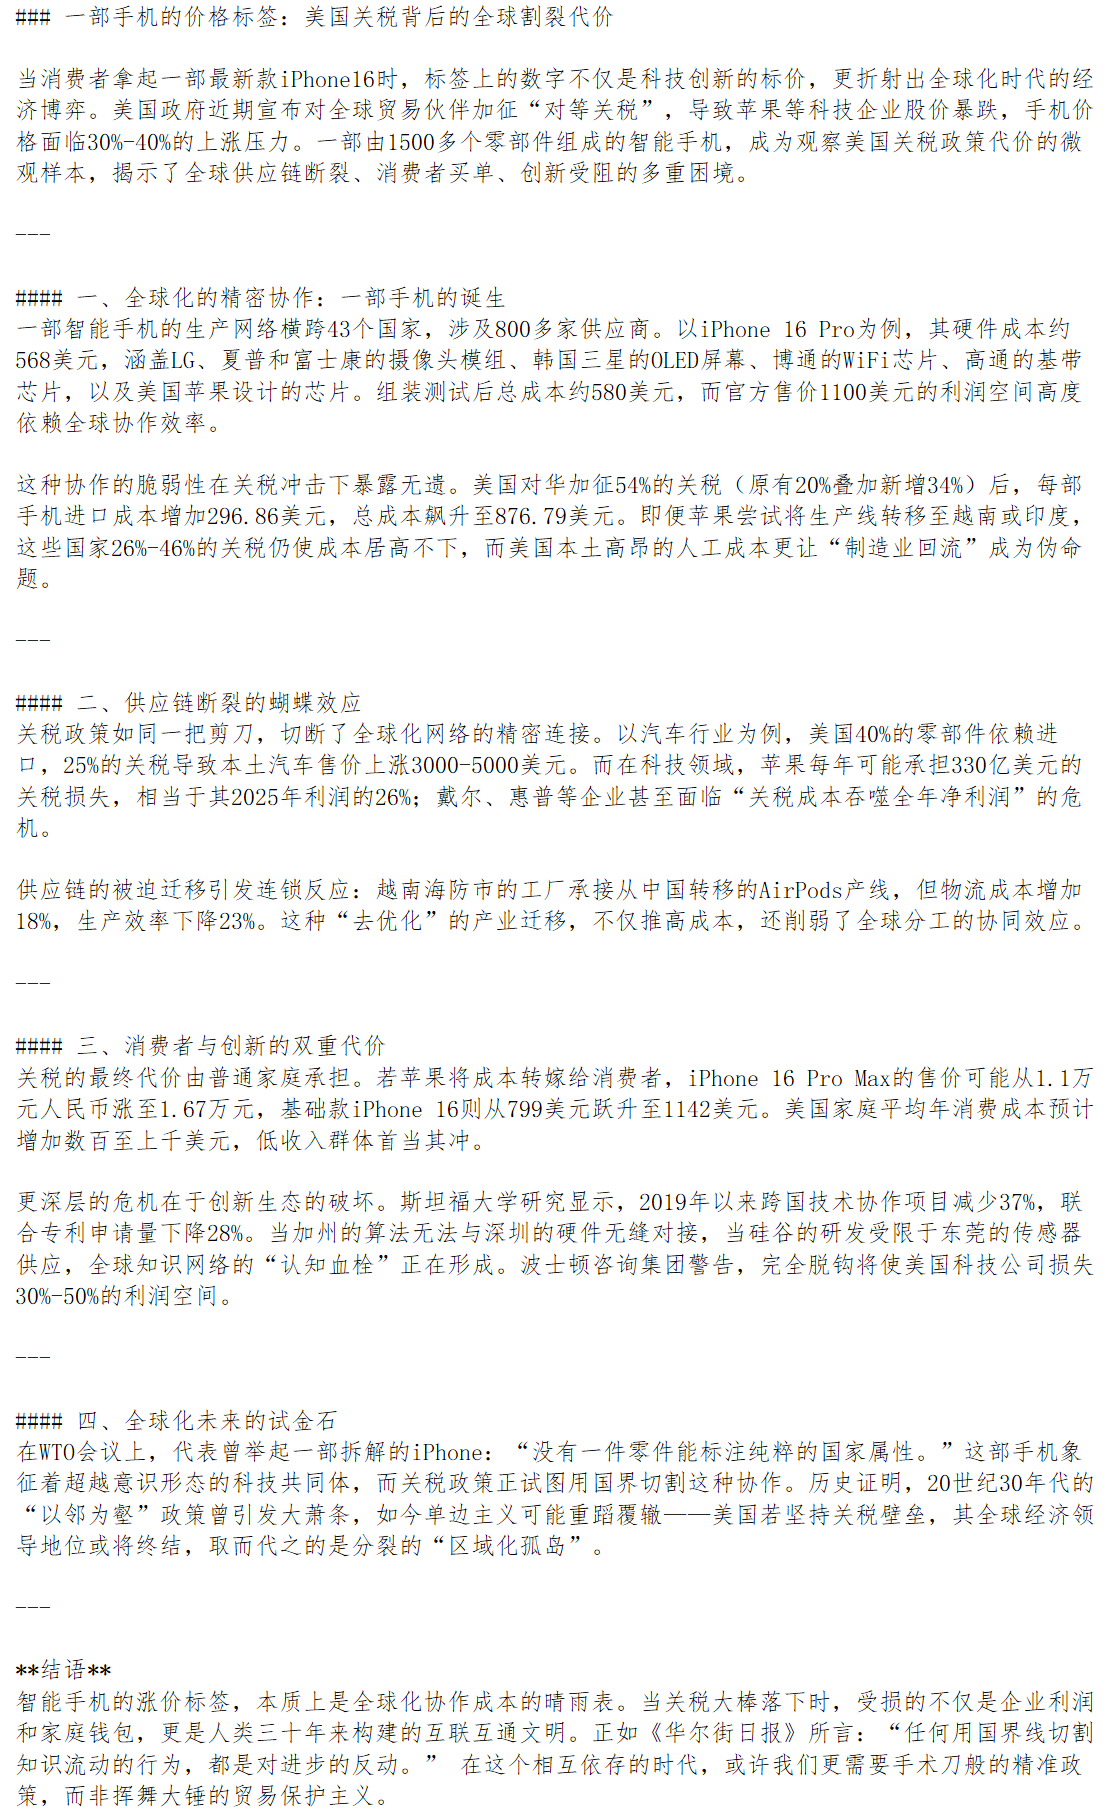 ### 一部手机的价格标签：美国关税背后的全球割裂代价
当消费者拿起一部最新款iPhone16时，标签上的数字不仅是科技创新的标价，更折射出全球化时代的经
济博弈。美国政府近期宣布对全球贸易伙伴加征“对等关税”，导致苹果等科技企业股价暴跌，手机价
格面临30%-40%的上涨压力。一部由1500多个零部件组成的智能手机，成为观察美国关税政策代价的微
观样本，揭示了全球供应链断裂、消费者买单、创新受阻的多重困境。
---
#### 一、全球化的精密协作：一部手机的诞生
一部智能手机的生产网络横跨43个国家，涉及800多家供应商。以iPhone 16 Pro为例，其硬件成本约
568美元，涵盖LG、夏普和富士康的摄像头模组、韩国三星的OLED屏幕、博通的WiFi芯片、高通的基带
芯片，以及美国苹果设计的芯片。组装测试后总成本约580美元，而官方售价1100美元的利润空间高度
依赖全球协作效率。
这种协作的脆弱性在关税冲击下暴露无遗。美国对华加征54%的关税（原有20%叠加新增34%）后，每部
手机进口成本增加296.86美元，总成本飙升至876.79美元。即便苹果尝试将生产线转移至越南或印度，
这些国家26%-46%的关税仍使成本居高不下，而美国本土高昂的人工成本更让“制造业回流”成为伪命
题。
---
#### 二、供应链断裂的蝴蝶效应
关税政策如同一把剪刀，切断了全球化网络的精密连接。以汽车行业为例，美国40%的零部件依赖进
口，25%的关税导致本土汽车售价上涨3000-5000美元。而在科技领域，苹果每年可能承担330亿美元的
关税损失，相当于其2025年利润的26%；戴尔、惠普等企业甚至面临“关税成本吞噬全年净利润”的危
机。
供应链的被迫迁移引发连锁反应：越南海防市的工厂承接从中国转移的AirPods产线，但物流成本增加
18%，生产效率下降23%。这种“去优化”的产业迁移，不仅推高成本，还削弱了全球分工的协同效应。
---
#### 三、消费者与创新的双重代价
关税的最终代价由普通家庭承担。若苹果将成本转嫁给消费者，iPhone 16 Pro Max的售价可能从1.1万
元人民币涨至1.67万元，基础款iPhone 16则从799美元跃升至1142美元。美国家庭平均年消费成本预计
增加数百至上千美元，低收入群体首当其冲。
更深层的危机在于创新生态的破坏。斯坦福大学研究显示，2019年以来跨国技术协作项目减少37%，联
合专利申请量下降28%。当加州的算法无法与深圳的硬件无缝对接，当硅谷的研发受限于东莞的传感器
供应，全球知识网络的“认知血栓”正在形成。波士顿咨询集团警告，完全脱钩将使美国科技公司损失
30%-50%的利润空间。
---
#### 四、全球化未来的试金石
在WTO会议上，代表曾举起一部拆解的iPhone：“没有一件零件能标注纯粹的国家属性。”这部手机象
征着超越意识形态的科技共同体，而关税政策正试图用国界切割这种协作。历史证明，20世纪30年代的
“以邻为壑”政策曾引发大萧条，如今单边主义可能重蹈覆辙——美国若坚持关税壁垒，其全球经济领
导地位或将终结，取而代之的是分裂的“区域化孤岛”。
---
**结语**
智能手机的涨价标签，本质上是全球化协作成本的晴雨表。当关税大棒落下时，受损的不仅是企业利润
和家庭钱包，更是人类三十年来构建的互联互通文明。正如《华尔街日报》所言：“任何用国界线切割
知识流动的行为，都是对进步的反动。” 在这个相互依存的时代，或许我们更需要手术刀般的精准政
策，而非挥舞大锤的贸易保护主义。